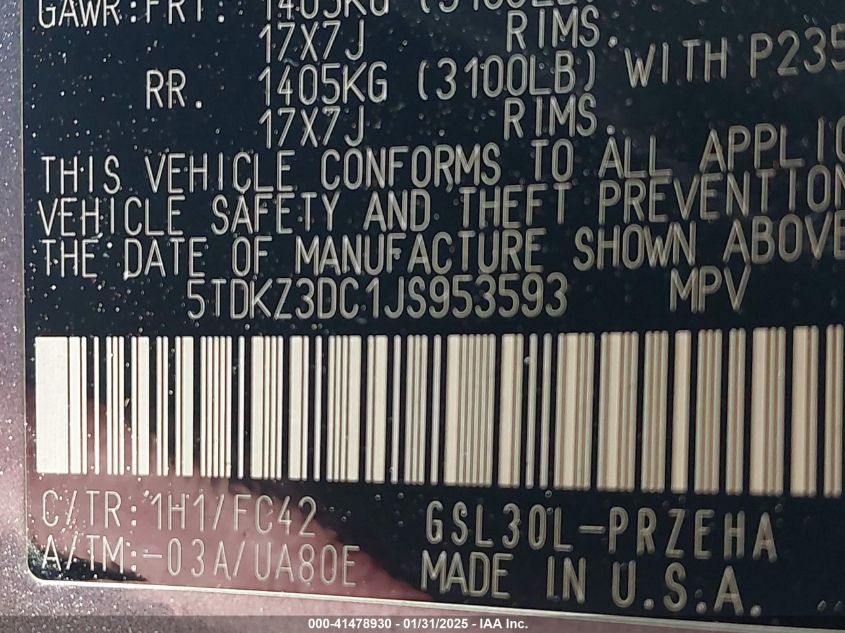 GAWR:FRT. 1405KG (3100LB)
17X7J RIMS.
RR. 1405KG (3100LB) WITH P235
17X7J RIMS.
THIS VEHICLE CONFORMS TO ALL APPLIC
VEHICLE SAFETY AND THEFT PREVENTION
THE DATE OF MANUFACTURE SHOWN ABOVE
5TDKZ3DC1JS953593 MPV
C/TR:1H1/FC42 GSL30L-PRZEHA
A/TM:-03A/UA80E MADE IN U.S.A.
000-41478930 - 01/31/2025 - IAA Inc.